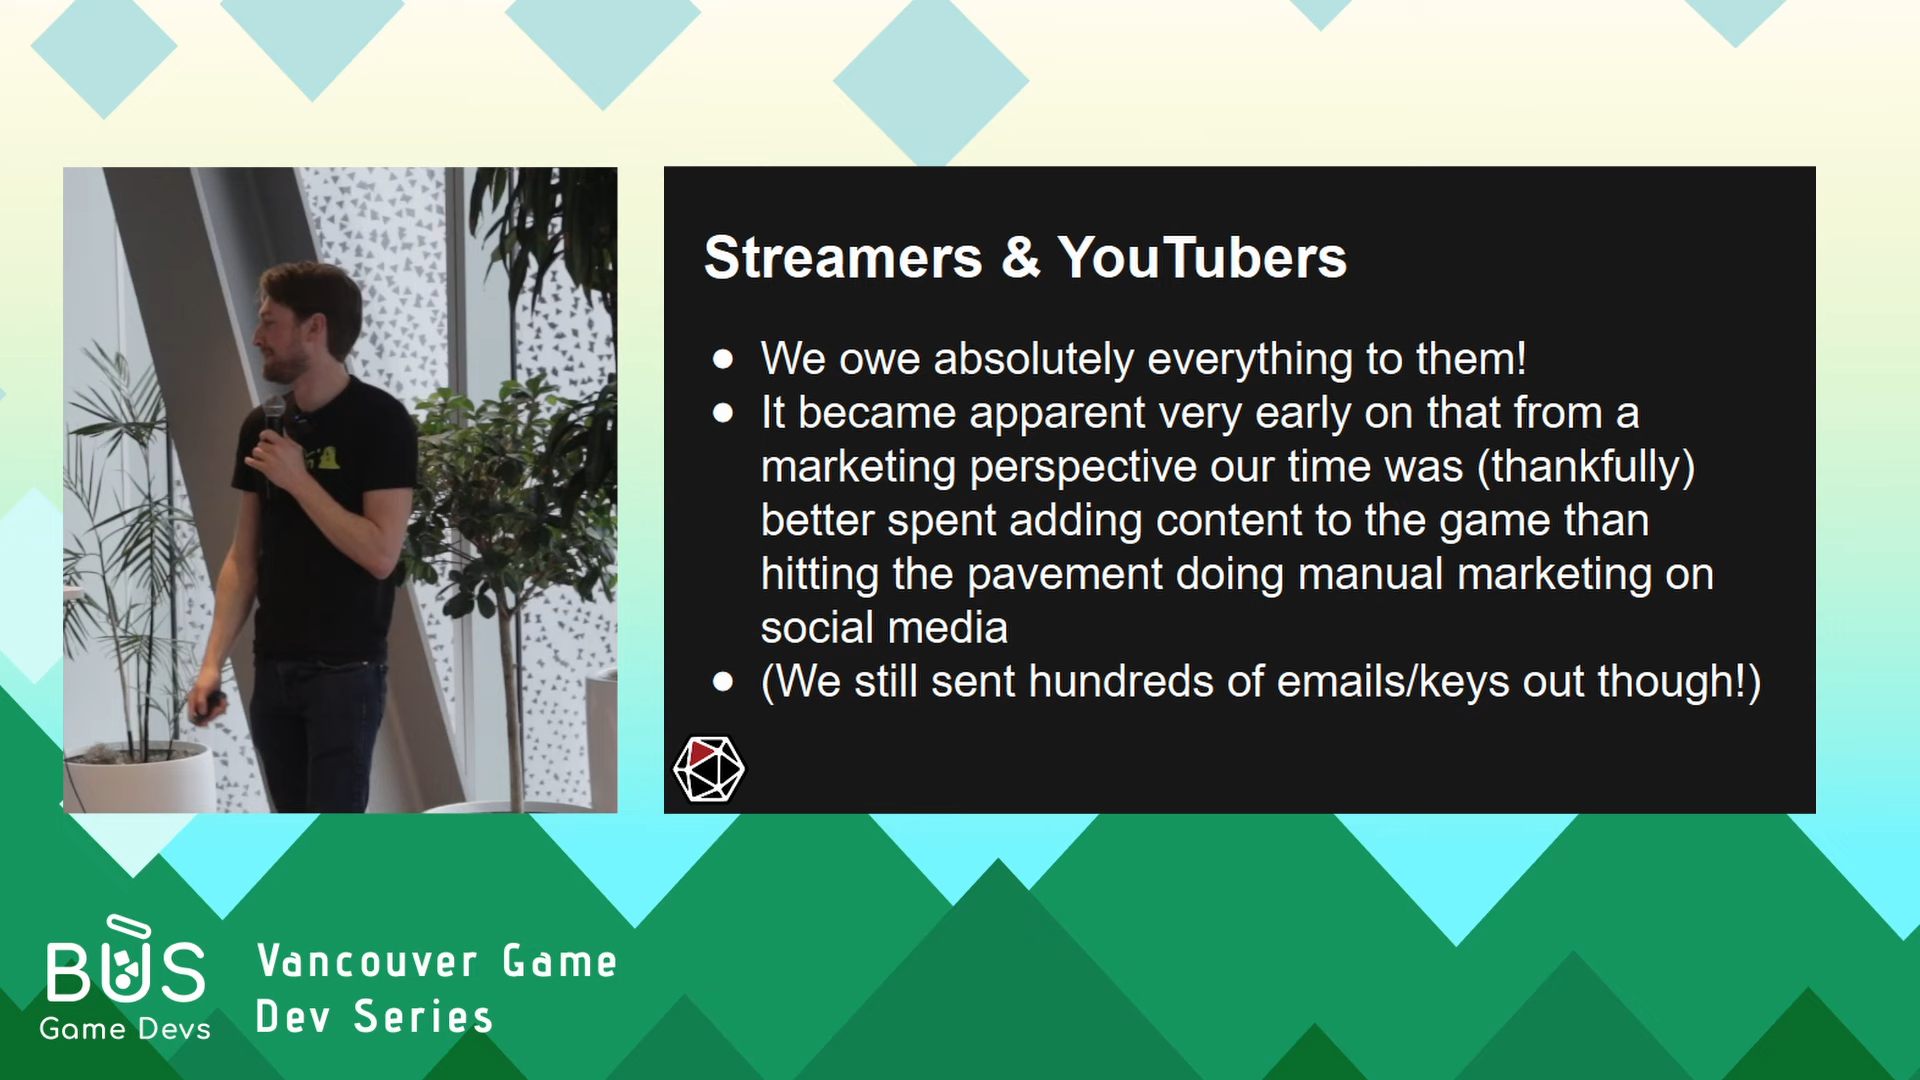 Streamers & YouTubers
● We owe absolutely everything to them!
● It became apparent very early on that from a
marketing perspective our time was (thankfully)
better spent adding content to the game than
hitting the pavement doing manual marketing on
social media
● (We still sent hundreds of emails/keys out though!)
BUS
Game Devs
Vancouver Game
Dev Series